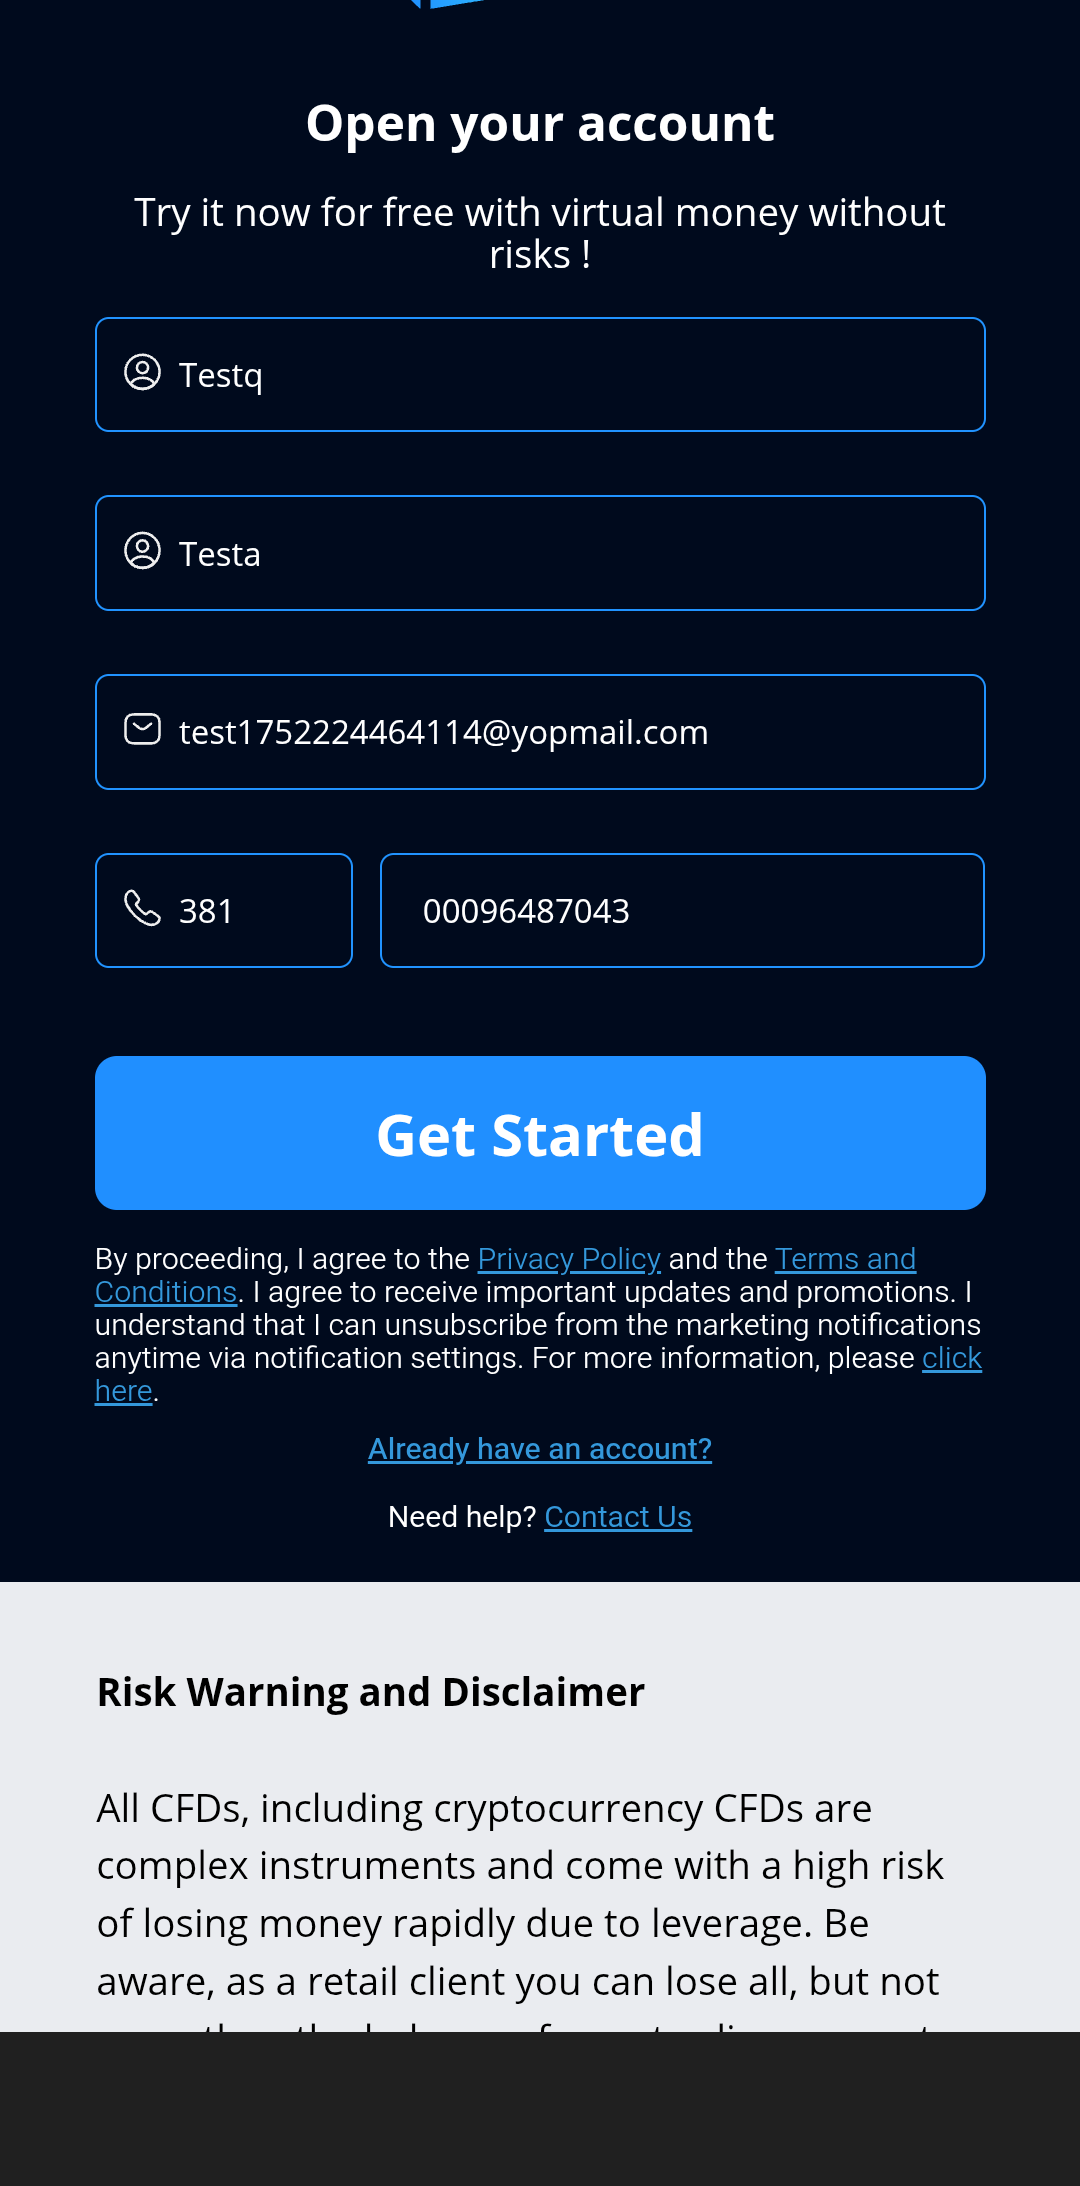 Open your account
Try it now for free with virtual money without
risks !
Testq
Testa
test1752224464114@yopmail.com
381
00096487043
Get Started
By proceeding, I agree to the Privacy Policy and the Terms and
Conditions. I agree to receive important updates and promotions. I
understand that I can unsubscribe from the marketing notifications
anytime via notification settings. For more information, please click
here.
Already have an account?
Need help? Contact Us
Risk Warning and Disclaimer
All CFDs, including cryptocurrency CFDs are
complex instruments and come with a high risk
of losing money rapidly due to leverage. Be
aware, as a retail client you can lose all, but not